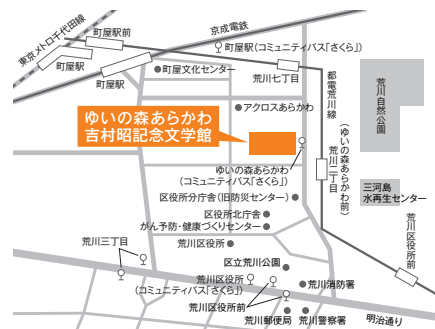 京成電鉄
東京メトロ千代田線
町屋駅前
町屋駅
町屋駅
町屋駅(コミュニティバス「さくら」)
町屋文化センター
荒川七丁目
都電荒川線
荒川自然公園
アクロスあらかわ
ゆいの森あらかわ
吉村昭記念文学館
荒川二丁目
(ゆいの森あらかわ前)
ゆいの森あらかわ
(コミュニティバス「さくら」)
三河島
水再生センター
区役所分庁舎(旧防災センター)
区役所北庁舎
がん予防・健康づくりセンター
荒川区役所
荒川三丁目
荒川区役所前
区立荒川公園
荒川区役所
(コミュニティバス「さくら」)
荒川消防署
荒川区役所前
荒川郵便局
荒川警察署
明治通り